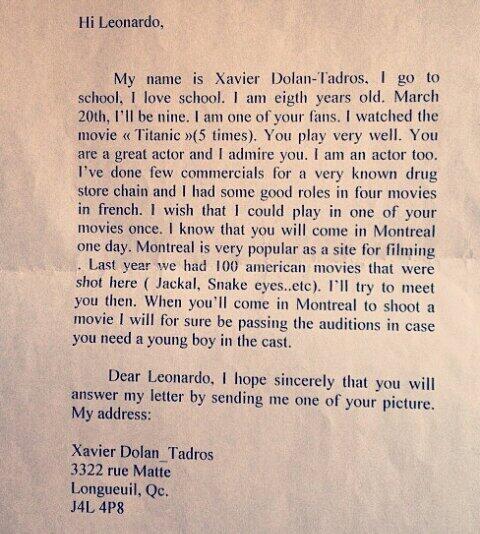 Hi Leonardo,
My name is Xavier Dolan-Tadros, I go to
school, I love school. I am eigth years old. March
20th, I'll be nine. I am one of your fans. I watched the
movie « Titanic »(5 times). You play very well. You
are a great actor and I admire you. I am an actor too.
I've done few commercials for a very known drug
store chain and I had some good roles in four movies
in french. I wish that I could play in one of your
movies once. I know that you will come in Montreal
one day. Montreal is very popular as a site for filming
. Last year we had 100 american movies that were
shot here ( Jackal, Snake eyes..etc). I'll try to meet
you then. When you'll come in Montreal to shoot a
movie I will for sure be passing the auditions in case
you need a young boy in the cast.
Dear Leonardo, I hope sincerely that you will
answer my letter by sending me one of your picture.
My address:
Xavier Dolan_Tadros
3322 rue Matte
Longueuil, Qc.
J4L 4P8